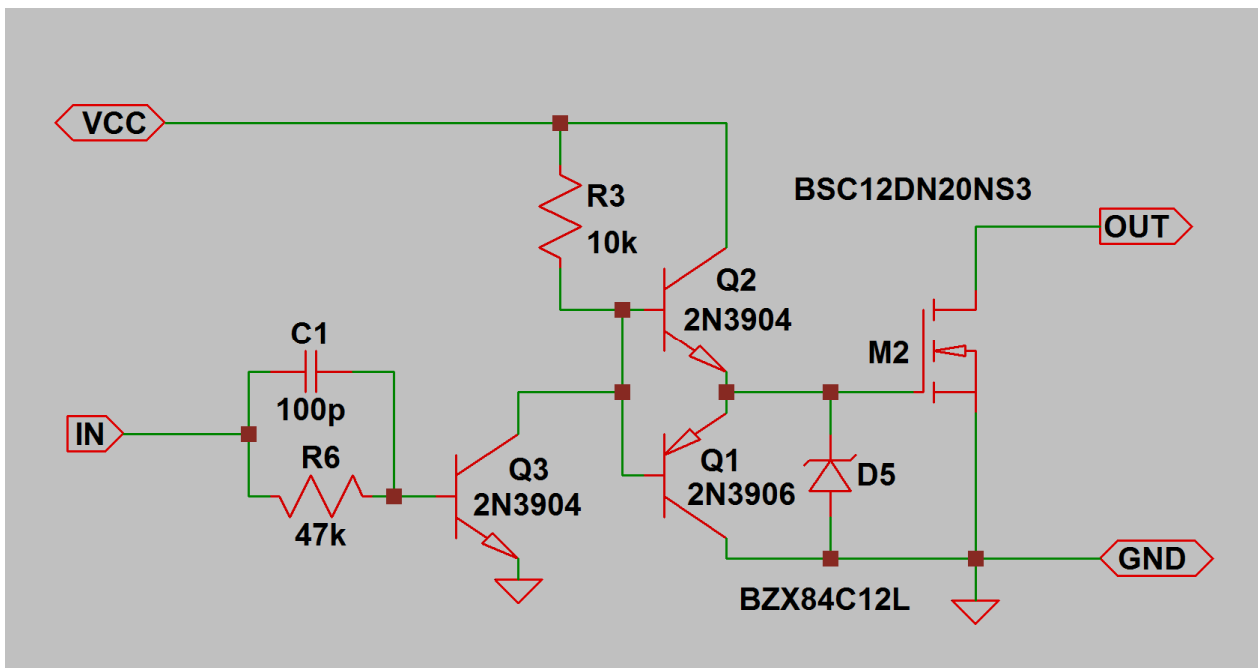 VCC
R3
10k
BSC12DN20NS3
OUT
Q2
2N3904
C1
100p
M2
IN
R6
47k
Q3
2N3904
Q1
2N3906
D5
GND
BZX84C12L